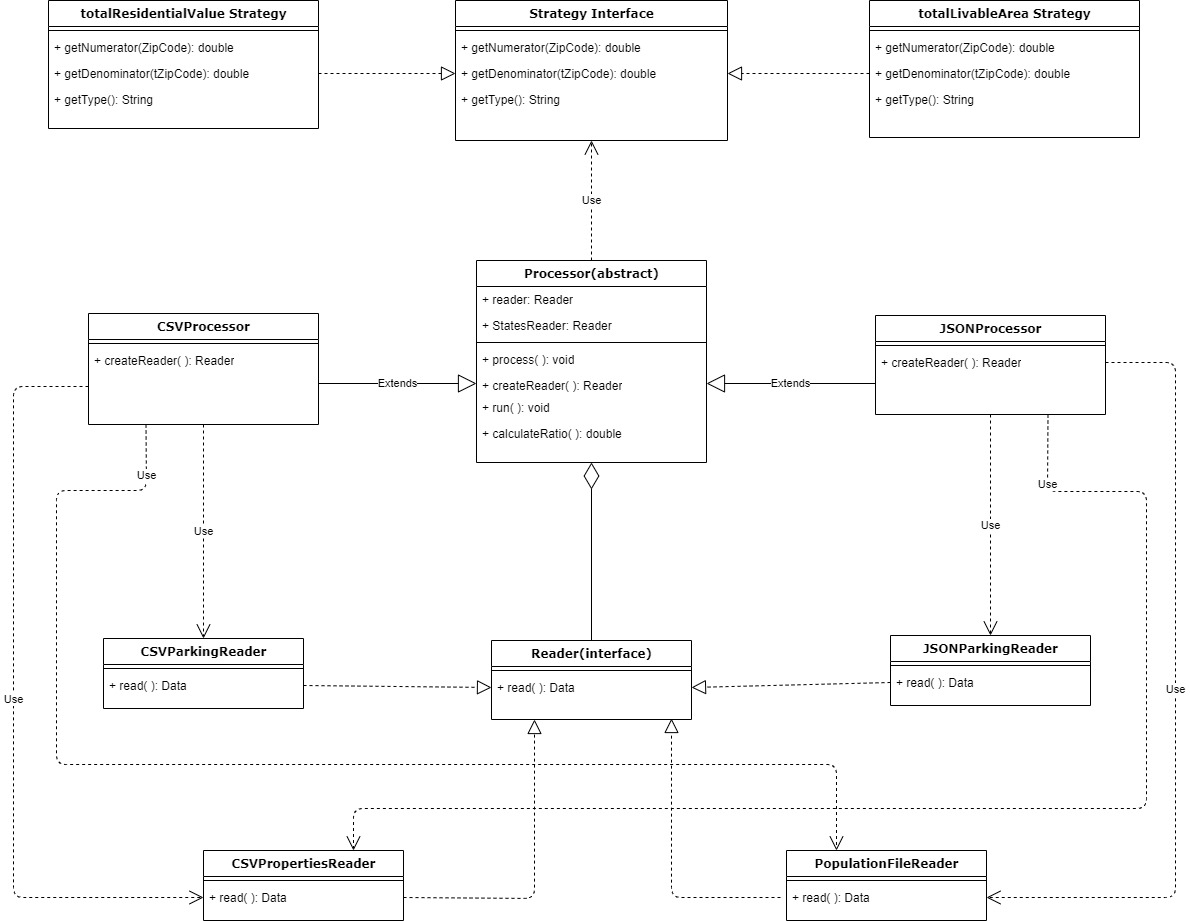 totalResidentialValue Strategy
+ getNumerator(ZipCode): double
+ getDenominator(tZipCode): double
+ getType(): String
Strategy Interface
+ getNumerator(ZipCode): double
+ getDenominator(tZipCode): double
+ getType(): String
totalLivableArea Strategy
+ getNumerator(ZipCode): double
+ getDenominator(tZipCode): double
+ getType(): String
Use
Processor(abstract)
+ reader: Reader
+ StatesReader: Reader
+ process( ): void
+ createReader( ): Reader
+ run( ): void
+ calculateRatio( ): double
CSVProcessor
+ createReader( ): Reader
Extends
JSONProcessor
+ createReader( ): Reader
Extends
Use
Use
Use
Use
CSVParkingReader
+ read( ): Data
Reader(interface)
+ read( ): Data
JSONParkingReader
+ read( ): Data
Use
Use
CSVPropertiesReader
+ read( ): Data
PopulationFileReader
+ read( ): Data